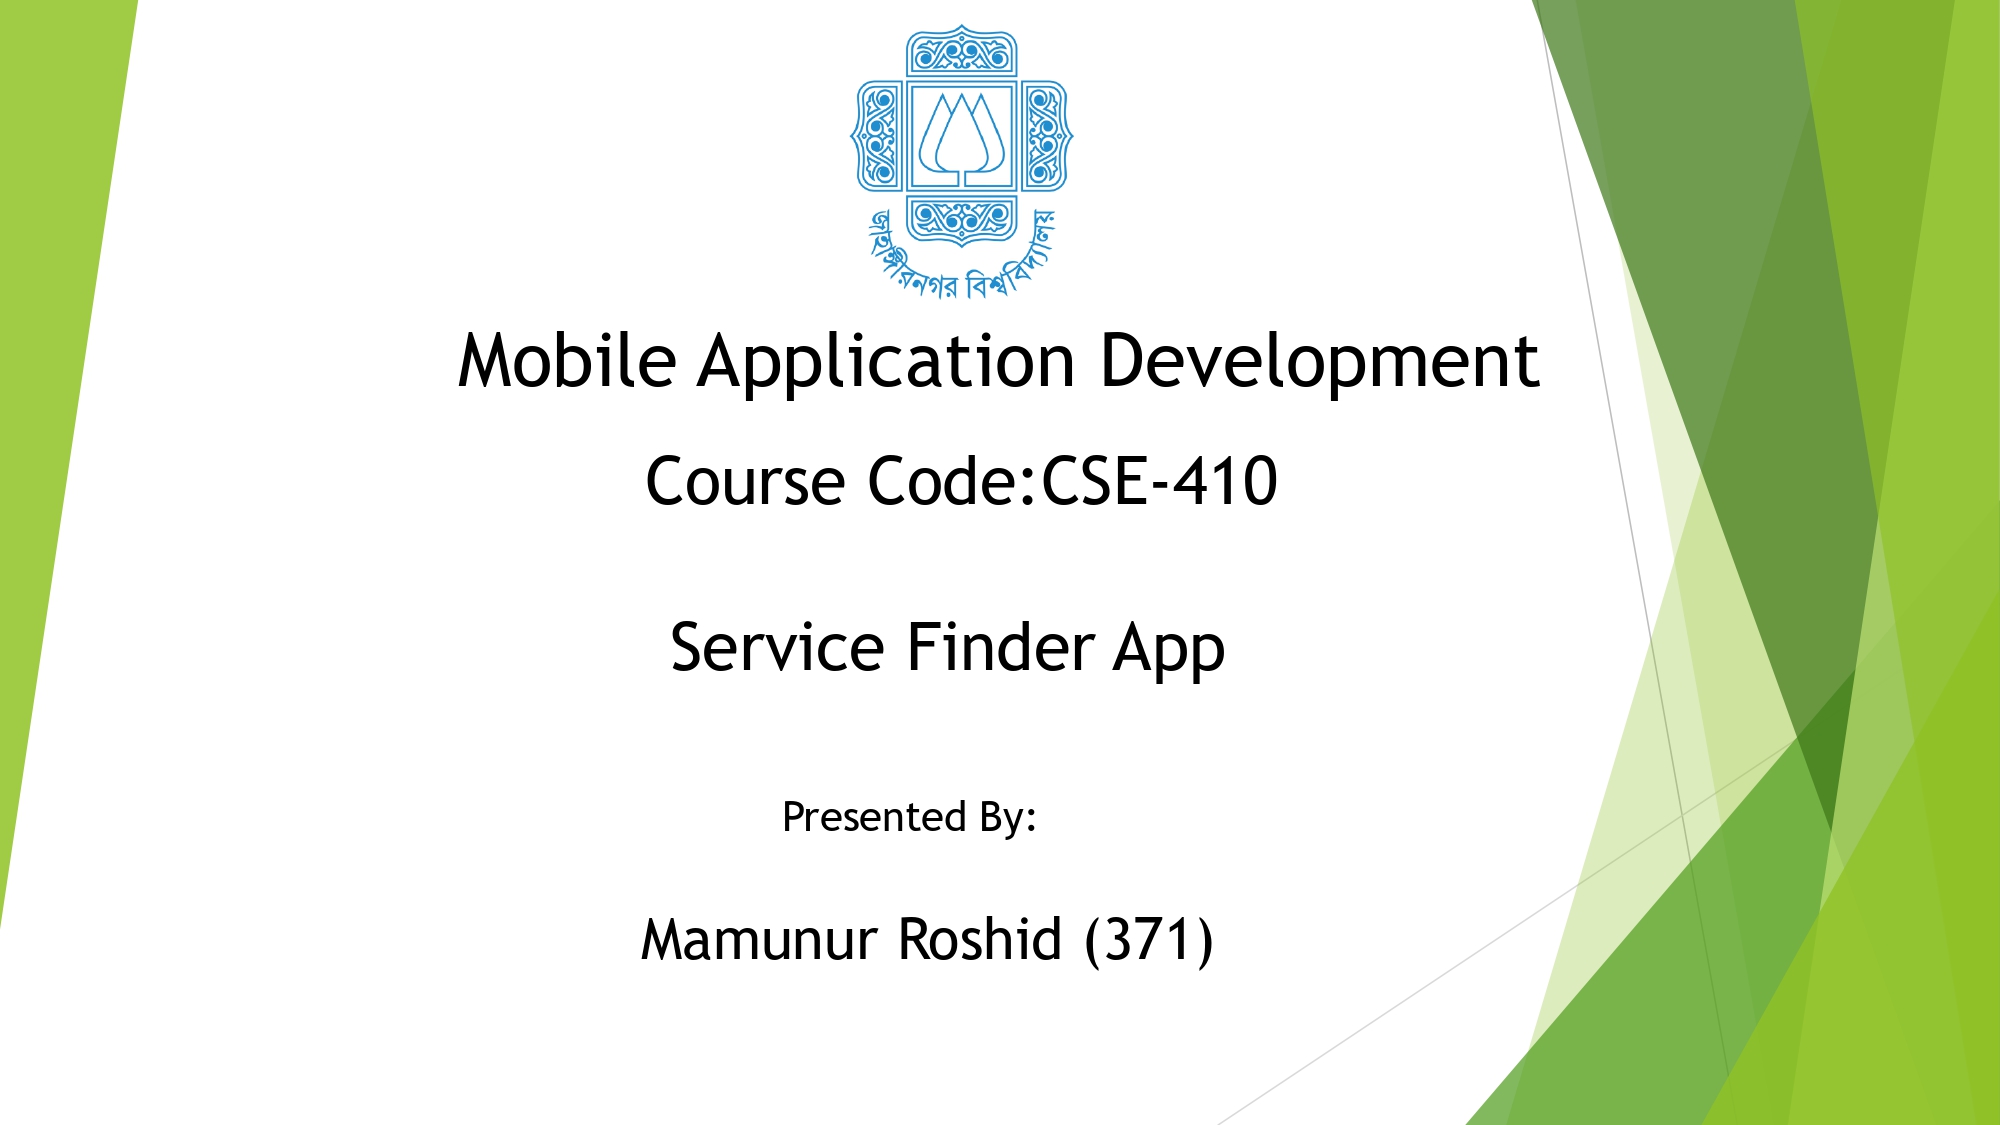 জাহাঙ্গীরনগর বিশ্ববিদ্যালয়
Mobile Application Development
Course Code:CSE-410
Service Finder App
Presented By:
Mamunur Roshid (371)